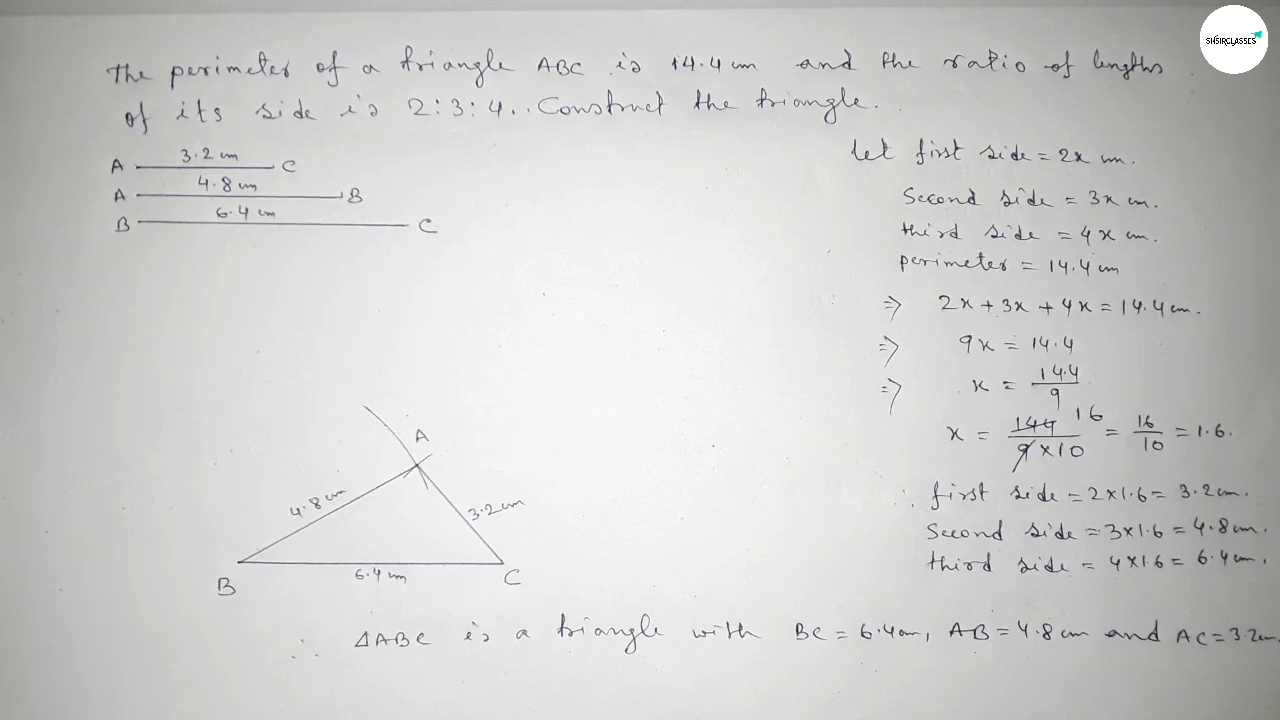 SHSIRCLASSES
The perimeter of a triangle ABC is 14.4 cm and the ratio of lengths
of its side is 2:3:4. Construct the triangle.
A 3.2 cm C
A 4.8 cm B
B 6.4 cm C
let first side = 2x cm.
Second side = 3x cm.
third side = 4x cm.
perimeter = 14.4 cm
⇒ 2x + 3x + 4x = 14.4 cm.
⇒ 9x = 14.4
⇒ x = 14.4/9
x = 144/(9×10) 16 = 16/10 = 1.6.
∴ first side = 2×1.6 = 3.2 cm.
Second side = 3×1.6 = 4.8 cm.
third side = 4×1.6 = 6.4 cm.
A
4.8 cm
3.2 cm
B
6.4 cm
C
∴ △ABC is a triangle with BC = 6.4 cm, AB = 4.8 cm and AC = 3.2 cm.